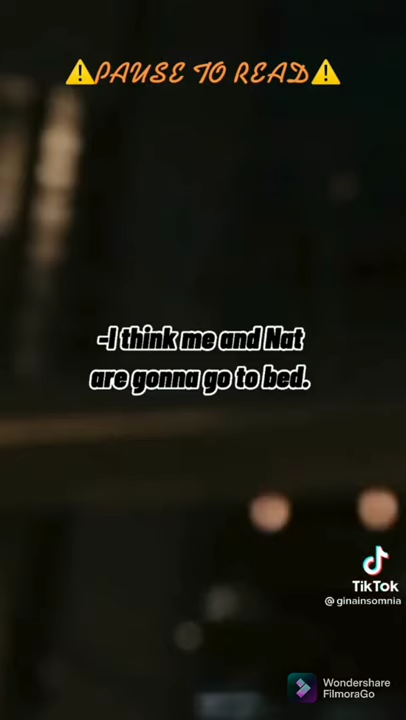 ⚠️PAUSE TO READ⚠️
-I think me and Nat
are gonna go to bed.
TikTok
@ginainsomnia
Wondershare
FilmoraGo